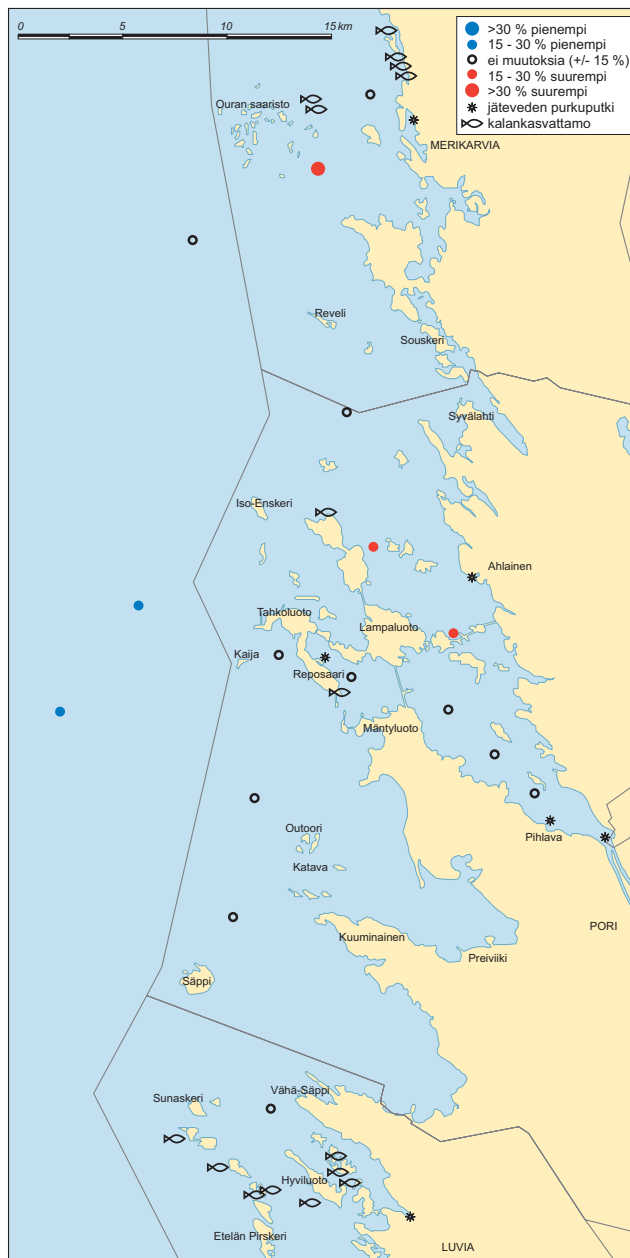 0 5 10 15 km
>30 % pienempi
15 - 30 % pienempi
ei muutoksia (+/- 15 %)
15 - 30 % suurempi
>30 % suurempi
jäteveden purkuputki
kalankasvattamo
Ouran saaristo
MERIKARVIA
Reveli
Souskeri
Syvälahti
Iso-Enskeri
Ahlainen
Tahkoluoto
Lampaluoto
Kaija
Reposaari
Mäntyluoto
Outoori
Pihlava
Katava
PORI
Kuuminainen
Preiviiki
Säppi
Vähä-Säppi
Sunaskeri
Hyviluoto
Etelän Pirskeri
LUVIA